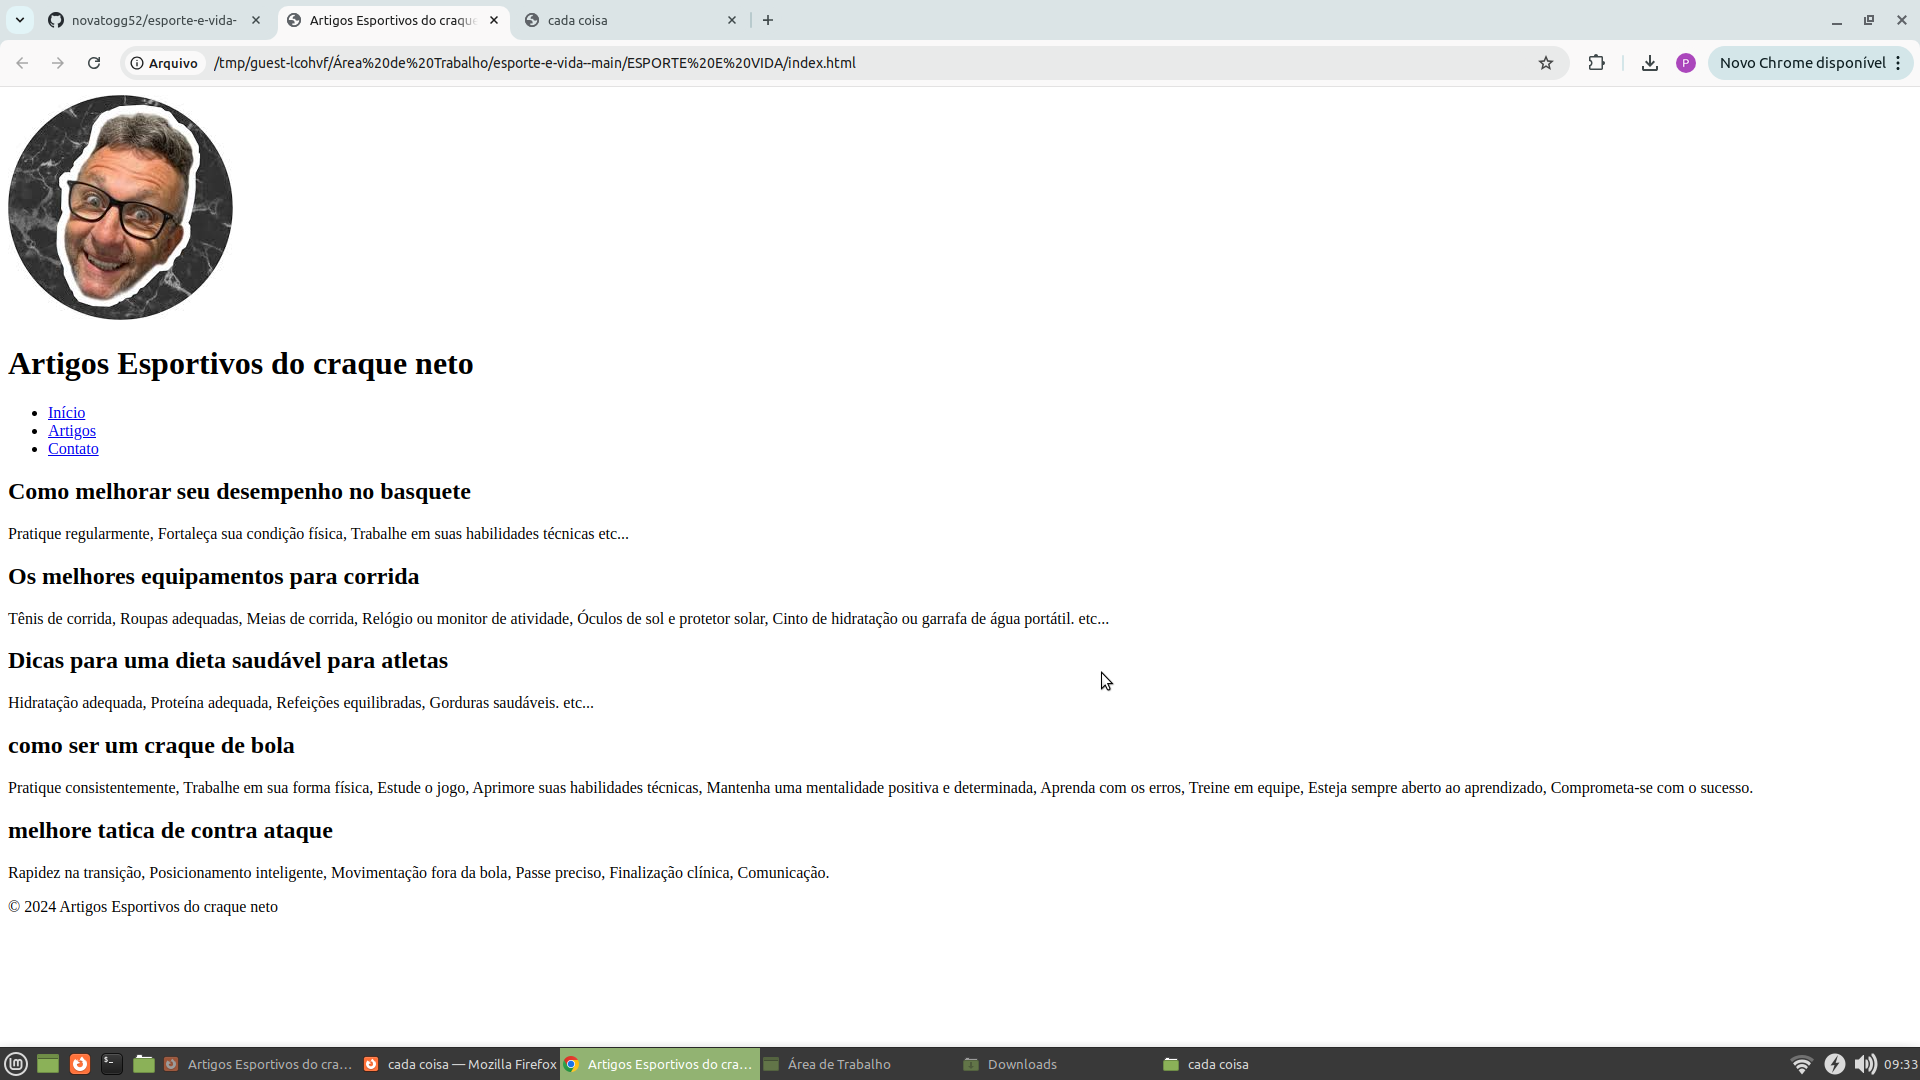 novatogg52/esporte-e-vida-
Artigos Esportivos do craque
cada coisa
Arquivo
/tmp/guest-lcohvf/Área%20de%20Trabalho/esporte-e-vida--main/ESPORTE%20E%20VIDA/index.html
P
Novo Chrome disponível
Artigos Esportivos do craque neto
Início
Artigos
Contato
Como melhorar seu desempenho no basquete
Pratique regularmente, Fortaleça sua condição física, Trabalhe em suas habilidades técnicas etc...
Os melhores equipamentos para corrida
Tênis de corrida, Roupas adequadas, Meias de corrida, Relógio ou monitor de atividade, Óculos de sol e protetor solar, Cinto de hidratação ou garrafa de água portátil. etc...
Dicas para uma dieta saudável para atletas
Hidratação adequada, Proteína adequada, Refeições equilibradas, Gorduras saudáveis. etc...
como ser um craque de bola
Pratique consistentemente, Trabalhe em sua forma física, Estude o jogo, Aprimore suas habilidades técnicas, Mantenha uma mentalidade positiva e determinada, Aprenda com os erros, Treine em equipe, Esteja sempre aberto ao aprendizado, Comprometa-se com o sucesso.
melhore tatica de contra ataque
Rapidez na transição, Posicionamento inteligente, Movimentação fora da bola, Passe preciso, Finalização clínica, Comunicação.
© 2024 Artigos Esportivos do craque neto
Artigos Esportivos do cra...
cada coisa — Mozilla Firefox
Artigos Esportivos do cra...
Área de Trabalho
Downloads
cada coisa
09:33